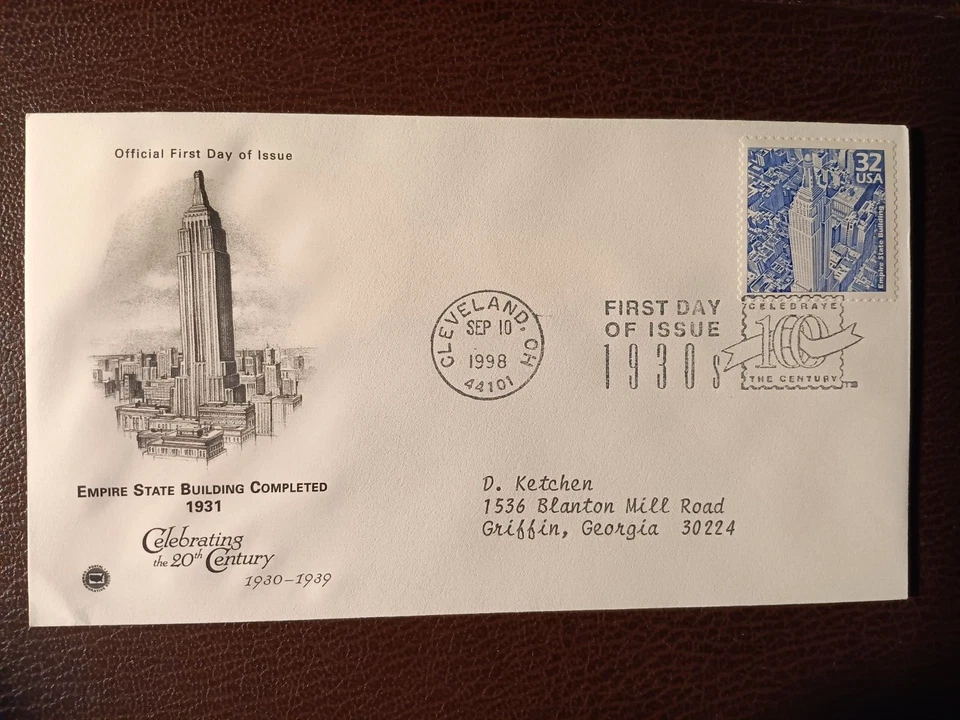 Official First Day of Issue
32
USA
Empire State Building
CLEVELAND, OH
SEP 10
1998
44101
FIRST DAY
OF ISSUE
1930s
CELEBRATE
100
THE CENTURY
TM
EMPIRE STATE BUILDING COMPLETED
1931
Celebrating
the 20th Century
1930–1939
D. Ketchen
1536 Blanton Mill Road
Griffin, Georgia 30224